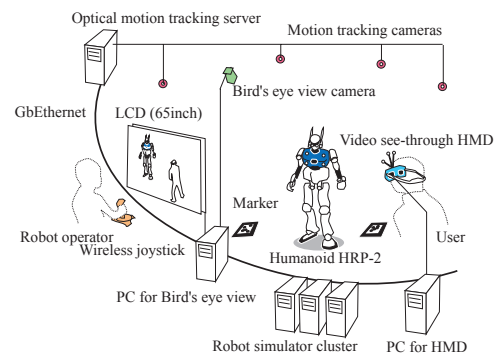 Optical motion tracking server
Motion tracking cameras
GbEthernet
Bird's eye view camera
LCD (65inch)
Video see-through HMD
Marker
Robot operator
Wireless joystick
User
Humanoid HRP-2
PC for Bird's eye view
Robot simulator cluster
PC for HMD